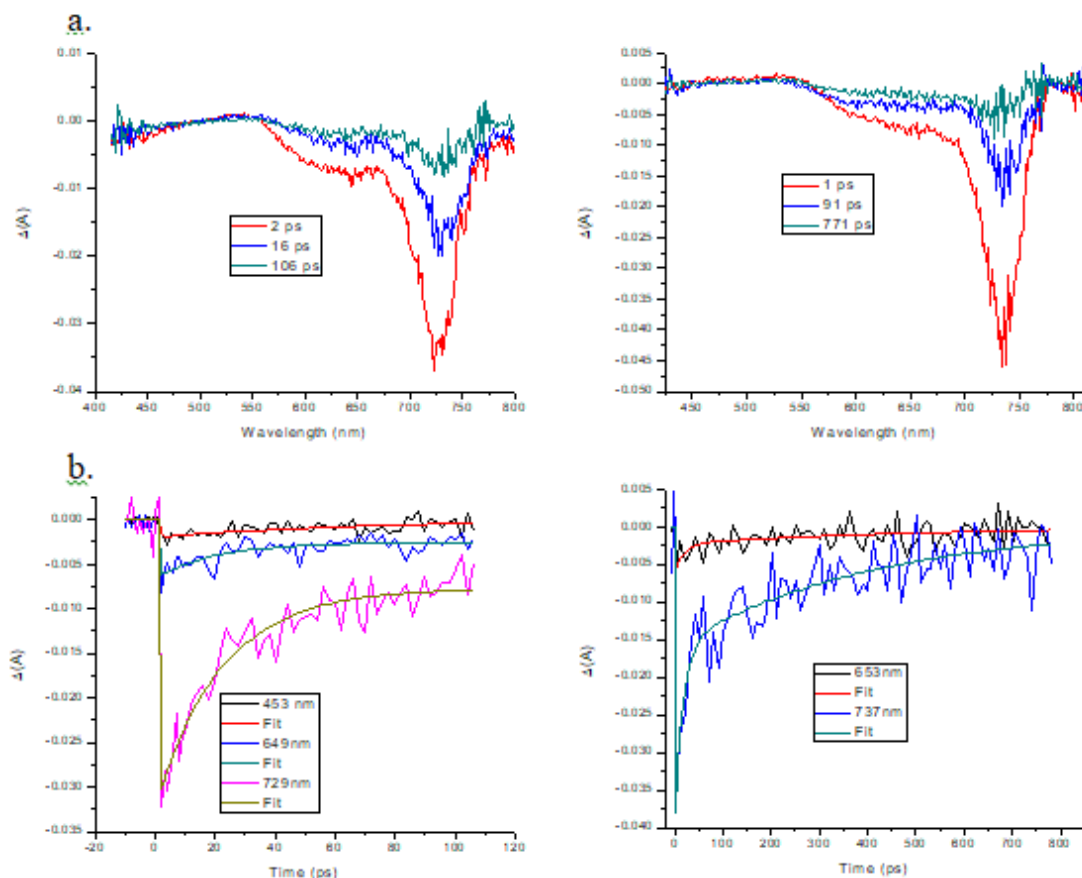 a.
0.01
0.00
-0.01
-0.02
-0.03
-0.04
Δ(A)
2 ps
16 ps
106 ps
400 450 500 550 600 650 700 750 800
Wavelength (nm)
0.005
0.000
-0.005
-0.010
-0.015
-0.020
-0.025
-0.030
-0.035
-0.040
-0.045
-0.050
Δ(A)
1 ps
91 ps
771 ps
450 500 550 600 650 700 750 800
Wavelength (nm)
b.
0.000
-0.005
-0.010
-0.015
-0.020
-0.025
-0.030
-0.035
Δ(A)
453 nm
Fit
649nm
Fit
729nm
Fit
-20 0 20 40 60 80 100 120
Time (ps)
0.005
0.000
-0.005
-0.010
-0.015
-0.020
-0.025
-0.030
-0.035
-0.040
Δ(A)
653nm
Fit
737nm
Fit
0 100 200 300 400 500 600 700 800
Time (ps)